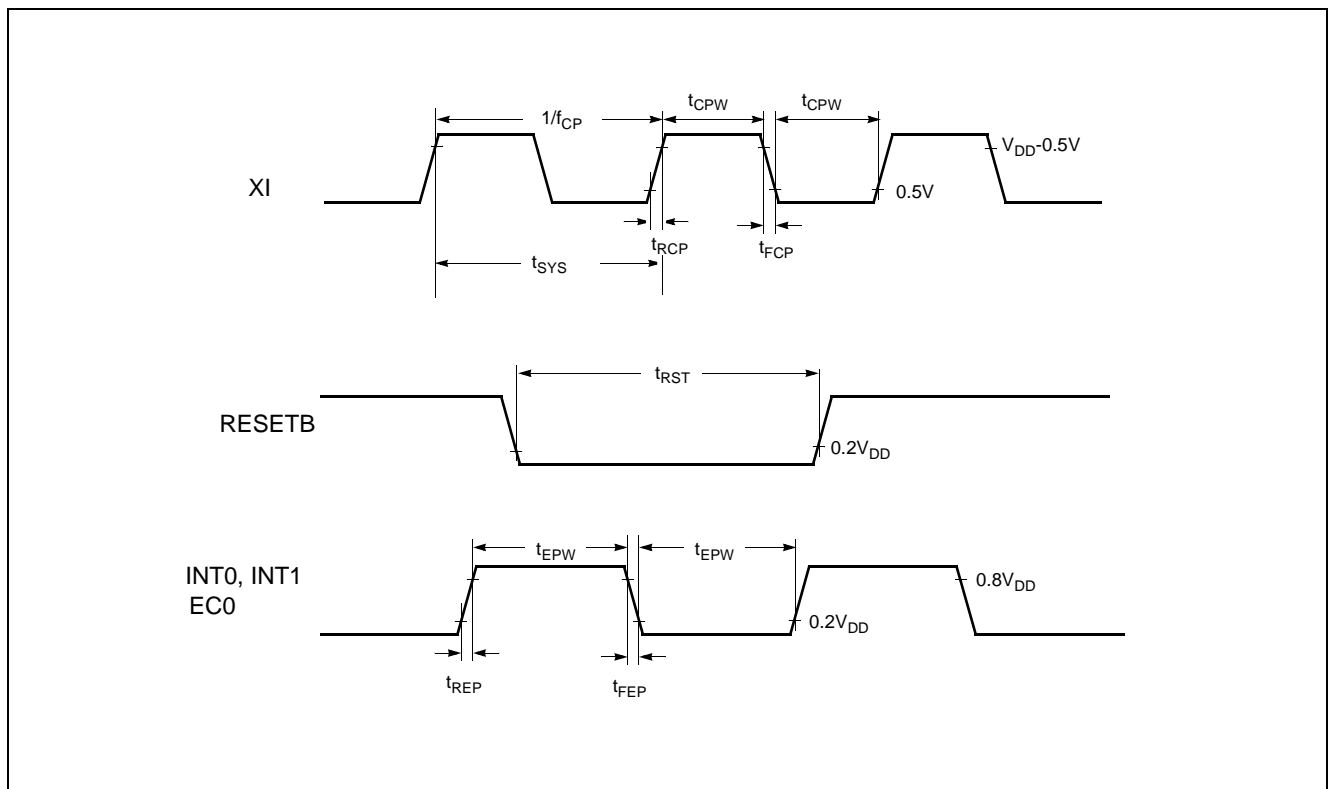 1/fCP
tCPW
tCPW
VDD-0.5V
XI
0.5V
tRCP
tFCP
tSYS
tRST
RESETB
0.2VDD
tEPW
tEPW
INT0, INT1
EC0
0.8VDD
0.2VDD
tREP
tFEP